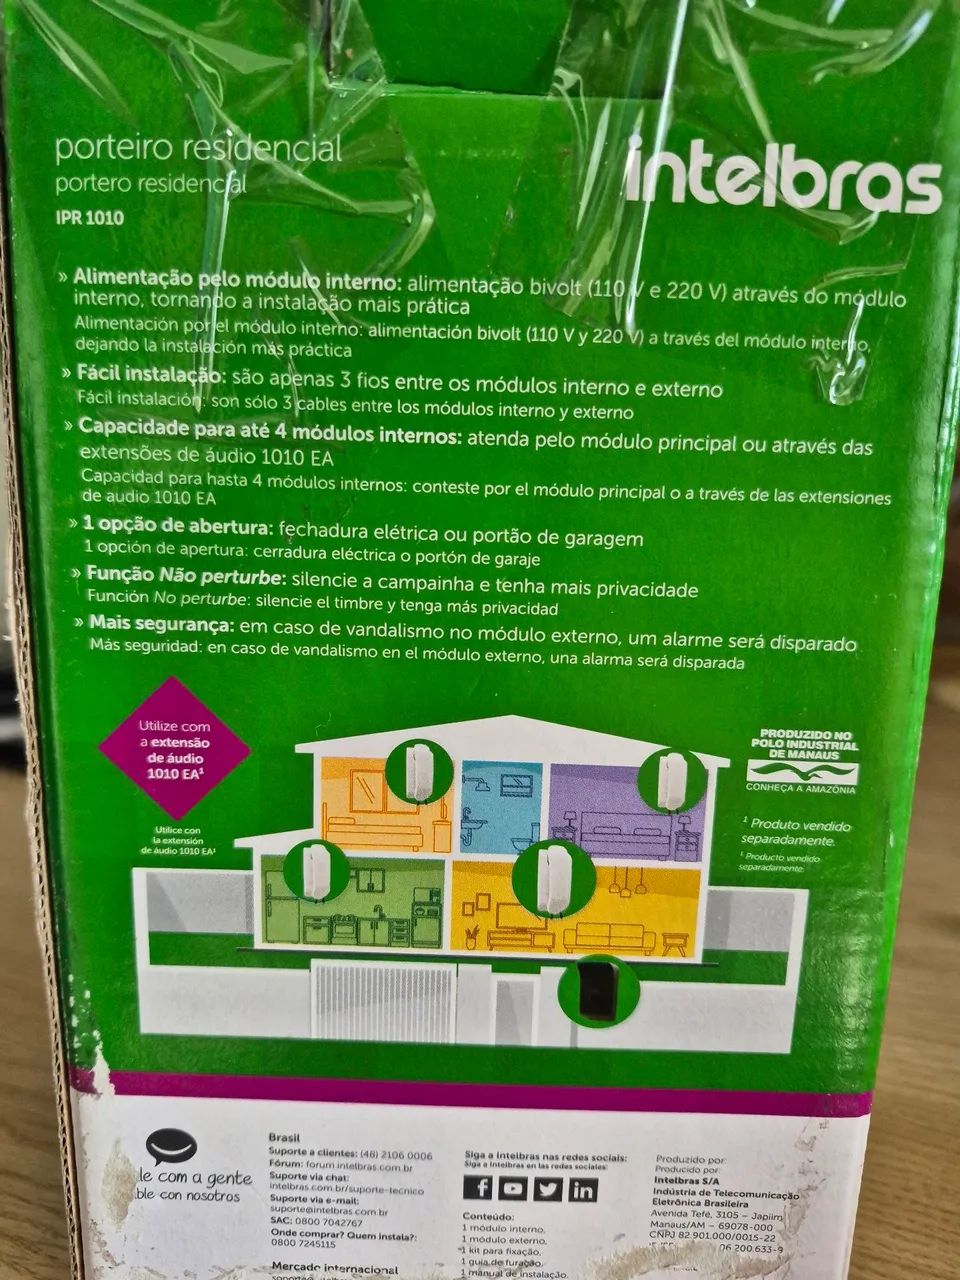 porteiro residencial
portero residencial
IPR 1010
intelbras
» Alimentação pelo módulo interno: alimentação bivolt (110 V e 220 V) através do módulo
interno, tornando a instalação mais prática
Alimentación por el módulo interno: alimentación bivolt (110 V y 220 V) a través del módulo interno,
dejando la instalación más práctica
» Fácil instalação: são apenas 3 fios entre os módulos interno e externo
Fácil instalación: son sólo 3 cables entre los módulos interno y externo
» Capacidade para até 4 módulos internos: atenda pelo módulo principal ou através das
extensões de áudio 1010 EA
Capacidad para hasta 4 módulos internos: conteste por el módulo principal o a través de las extensiones
de audio 1010 EA
» 1 opção de abertura: fechadura elétrica ou portão de garagem
1 opción de apertura: cerradura eléctrica o portón de garaje
» Função Não perturbe: silencie a campainha e tenha mais privacidade
Función No perturbe: silencie el timbre y tenga más privacidad
» Mais segurança: em caso de vandalismo no módulo externo, um alarme será disparado
Más seguridad: en caso de vandalismo en el módulo externo, una alarma será disparada
Utilize com
a extensão
de áudio
1010 EA¹
Utilice con
la extensión
de áudio 1010 EA¹
PRODUZIDO NO
POLO INDUSTRIAL
DE MANAUS
CONHEÇA A AMAZÔNIA
¹ Produto vendido
separadamente.
¹ Producto vendido
separadamente.
le com a gente
ble con nosotros
Brasil
Suporte a clientes: (48) 2106 0006
Fórum: forum.intelbras.com.br
Suporte via chat:
intelbras.com.br/suporte-tecnico
Suporte via e-mail:
suporte@intelbras.com.br
SAC: 0800 7042767
Onde comprar? Quem instala?:
0800 7245115
Mercado internacional
Siga a Intelbras nas redes sociais:
Siga a Intelbras en las redes sociales:
Conteúdo:
1 módulo interno.
1 módulo externo.
1 kit para fixação.
1 guia de furação.
1 manual de instalação.
Produzido por:
Producido por:
Intelbras S/A
Indústria de Telecomunicação
Eletrônica Brasileira
Avenida Tefé, 3105 – Japiim
Manaus/AM – 69078-000
CNPJ 82.901.000/0015-22
06 200.633-9